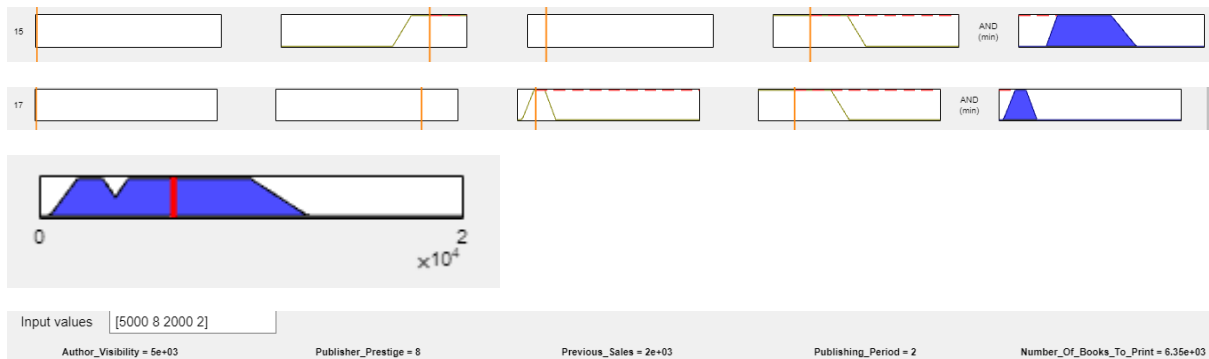 15
AND
(min)
17
AND
(min)
0
2
×10⁴
Input values [5000 8 2000 2]
Author_Visibility = 5e+03 Publisher_Prestige = 8 Previous_Sales = 2e+03 Publishing_Period = 2 Number_Of_Books_To_Print = 6.35e+03